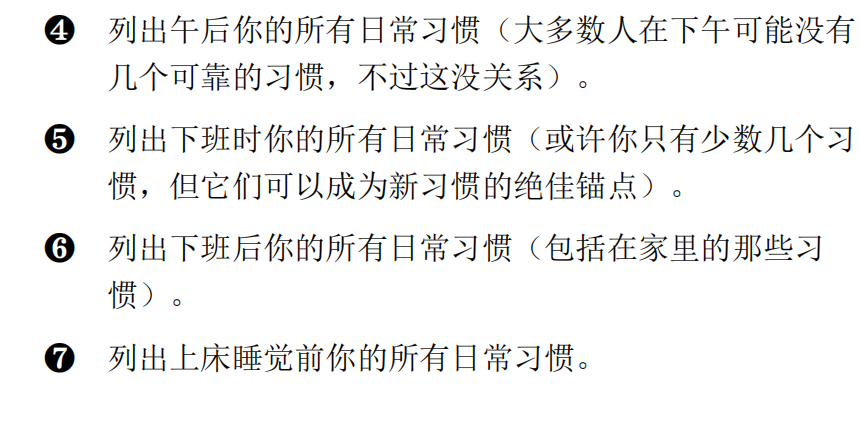 ❹ 列出午后你的所有日常习惯（大多数人在下午可能没有
几个可靠的习惯，不过这没关系）。
❺ 列出下班时你的所有日常习惯（或许你只有少数几个习
惯，但它们可以成为新习惯的绝佳锚点）。
❻ 列出下班后你的所有日常习惯（包括在家里的那些习
惯）。
❼ 列出上床睡觉前你的所有日常习惯。